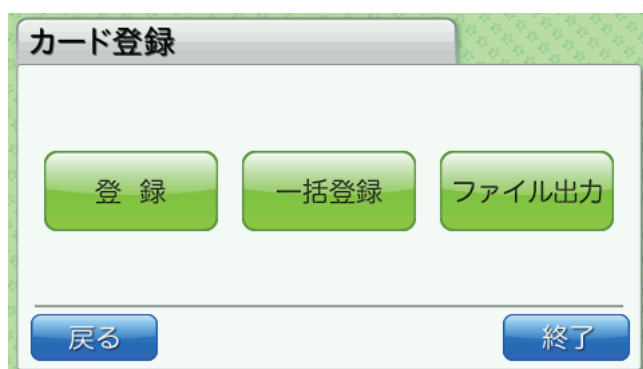 カード登録
登 録
一括登録
ファイル出力
戻る
終了